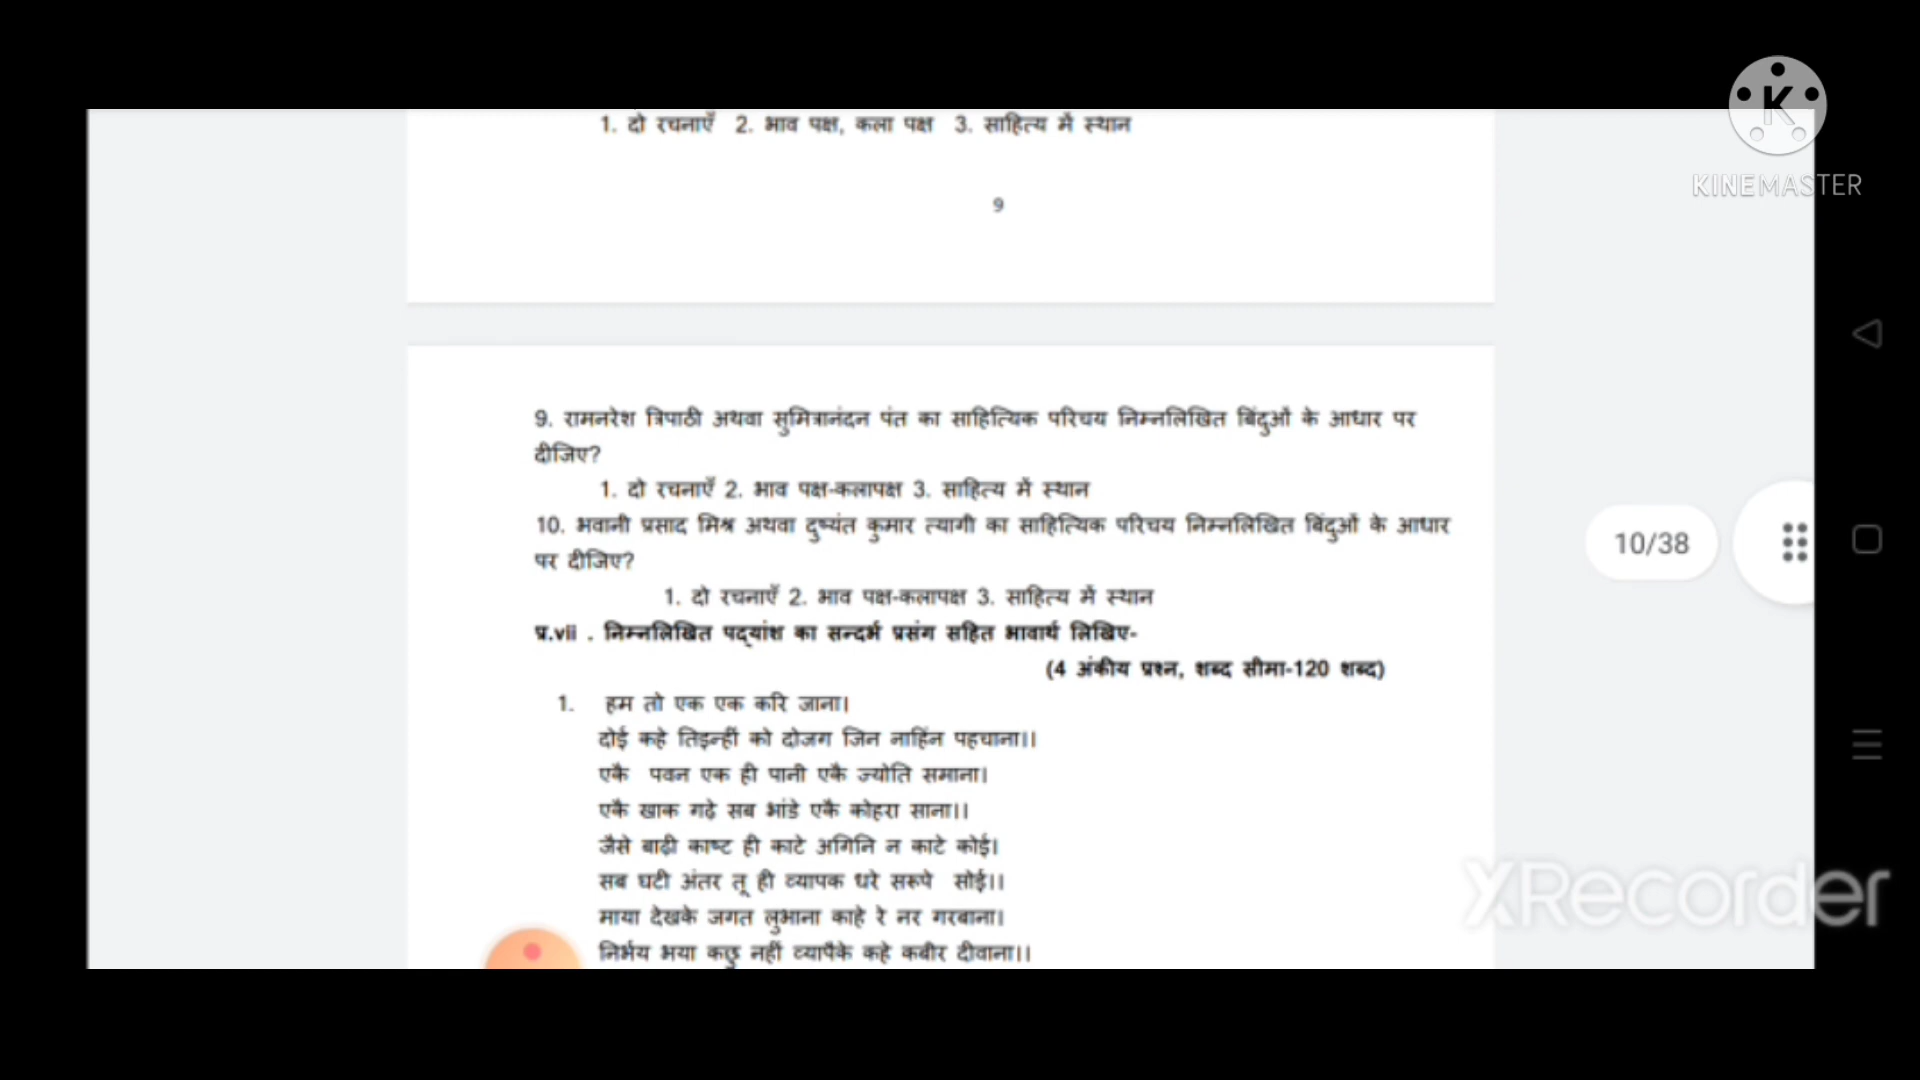 1. दो रचनाएँ 2. भाव पक्ष, कला पक्ष 3. साहित्य में स्थान
KINEMASTER
9
9. रामनरेश त्रिपाठी अथवा सुमित्रानंदन पंत का साहित्यिक परिचय निम्नलिखित बिंदुओं के आधार पर
दीजिए?
1. दो रचनाएँ 2. भाव पक्ष-कलापक्ष 3. साहित्य में स्थान
10. भवानी प्रसाद मिश्र अथवा दुष्यंत कुमार त्यागी का साहित्यिक परिचय निम्नलिखित बिंदुओं के आधार
पर दीजिए?
10/38
1. दो रचनाएँ 2. भाव पक्ष-कलापक्ष 3. साहित्य में स्थान
प्र.vii . निम्नलिखित पद्यांश का सन्दर्भ प्रसंग सहित भावार्थ लिखिए-
(4 अंकीय प्रश्न, शब्द सीमा-120 शब्द)
1. हम तो एक एक करि जाना।
दोई कहे तिइन्हीं को दोजग जिन नाहिंन पहचाना।।
एकै पवन एक ही पानी एकै ज्योति समाना।
एकै खाक गढ़े सब भांडे एकै कोहरा साना।।
जैसे बाढ़ी काष्ट ही काटे अगिनि न काटे कोई।
सब घटी अंतर तू ही व्यापक धरे सरूपे सोई।।
माया देखके जगत लुभाना काहे रे नर गरबाना।
निर्भय भया कछु नहीं व्यापैके कहे कबीर दीवाना।।
XRecorder